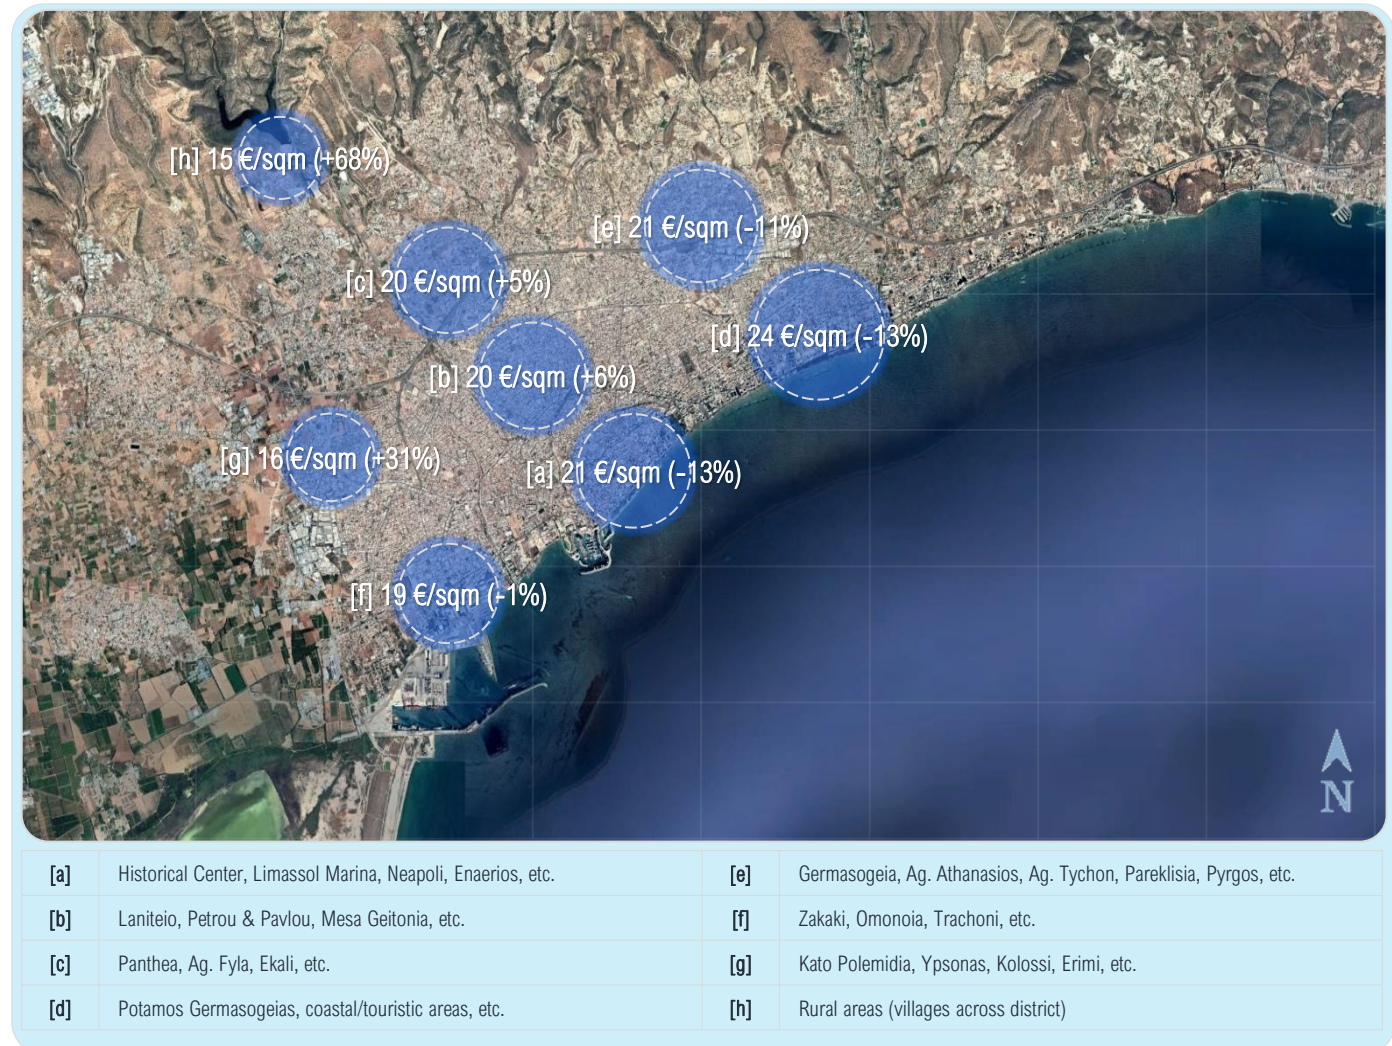 [h] 15 €/sqm (+68%)
[e] 21 €/sqm (-11%)
[c] 20 €/sqm (+5%)
[d] 24 €/sqm (-13%)
[b] 20 €/sqm (+6%)
[g] 16 €/sqm (+31%)
[a] 21 €/sqm (-13%)
[f] 19 €/sqm (-1%)
N
[a] Historical Center, Limassol Marina, Neapoli, Enaerios, etc.
[e] Germasogeia, Ag. Athanasios, Ag. Tychon, Pareklisia, Pyrgos, etc.
[b] Laniteio, Petrou & Pavlou, Mesa Geitonia, etc.
[f] Zakaki, Omonoia, Trachoni, etc.
[c] Panthea, Ag. Fyla, Ekali, etc.
[g] Kato Polemidia, Ypsonas, Kolossi, Erimi, etc.
[d] Potamos Germasogeias, coastal/touristic areas, etc.
[h] Rural areas (villages across district)